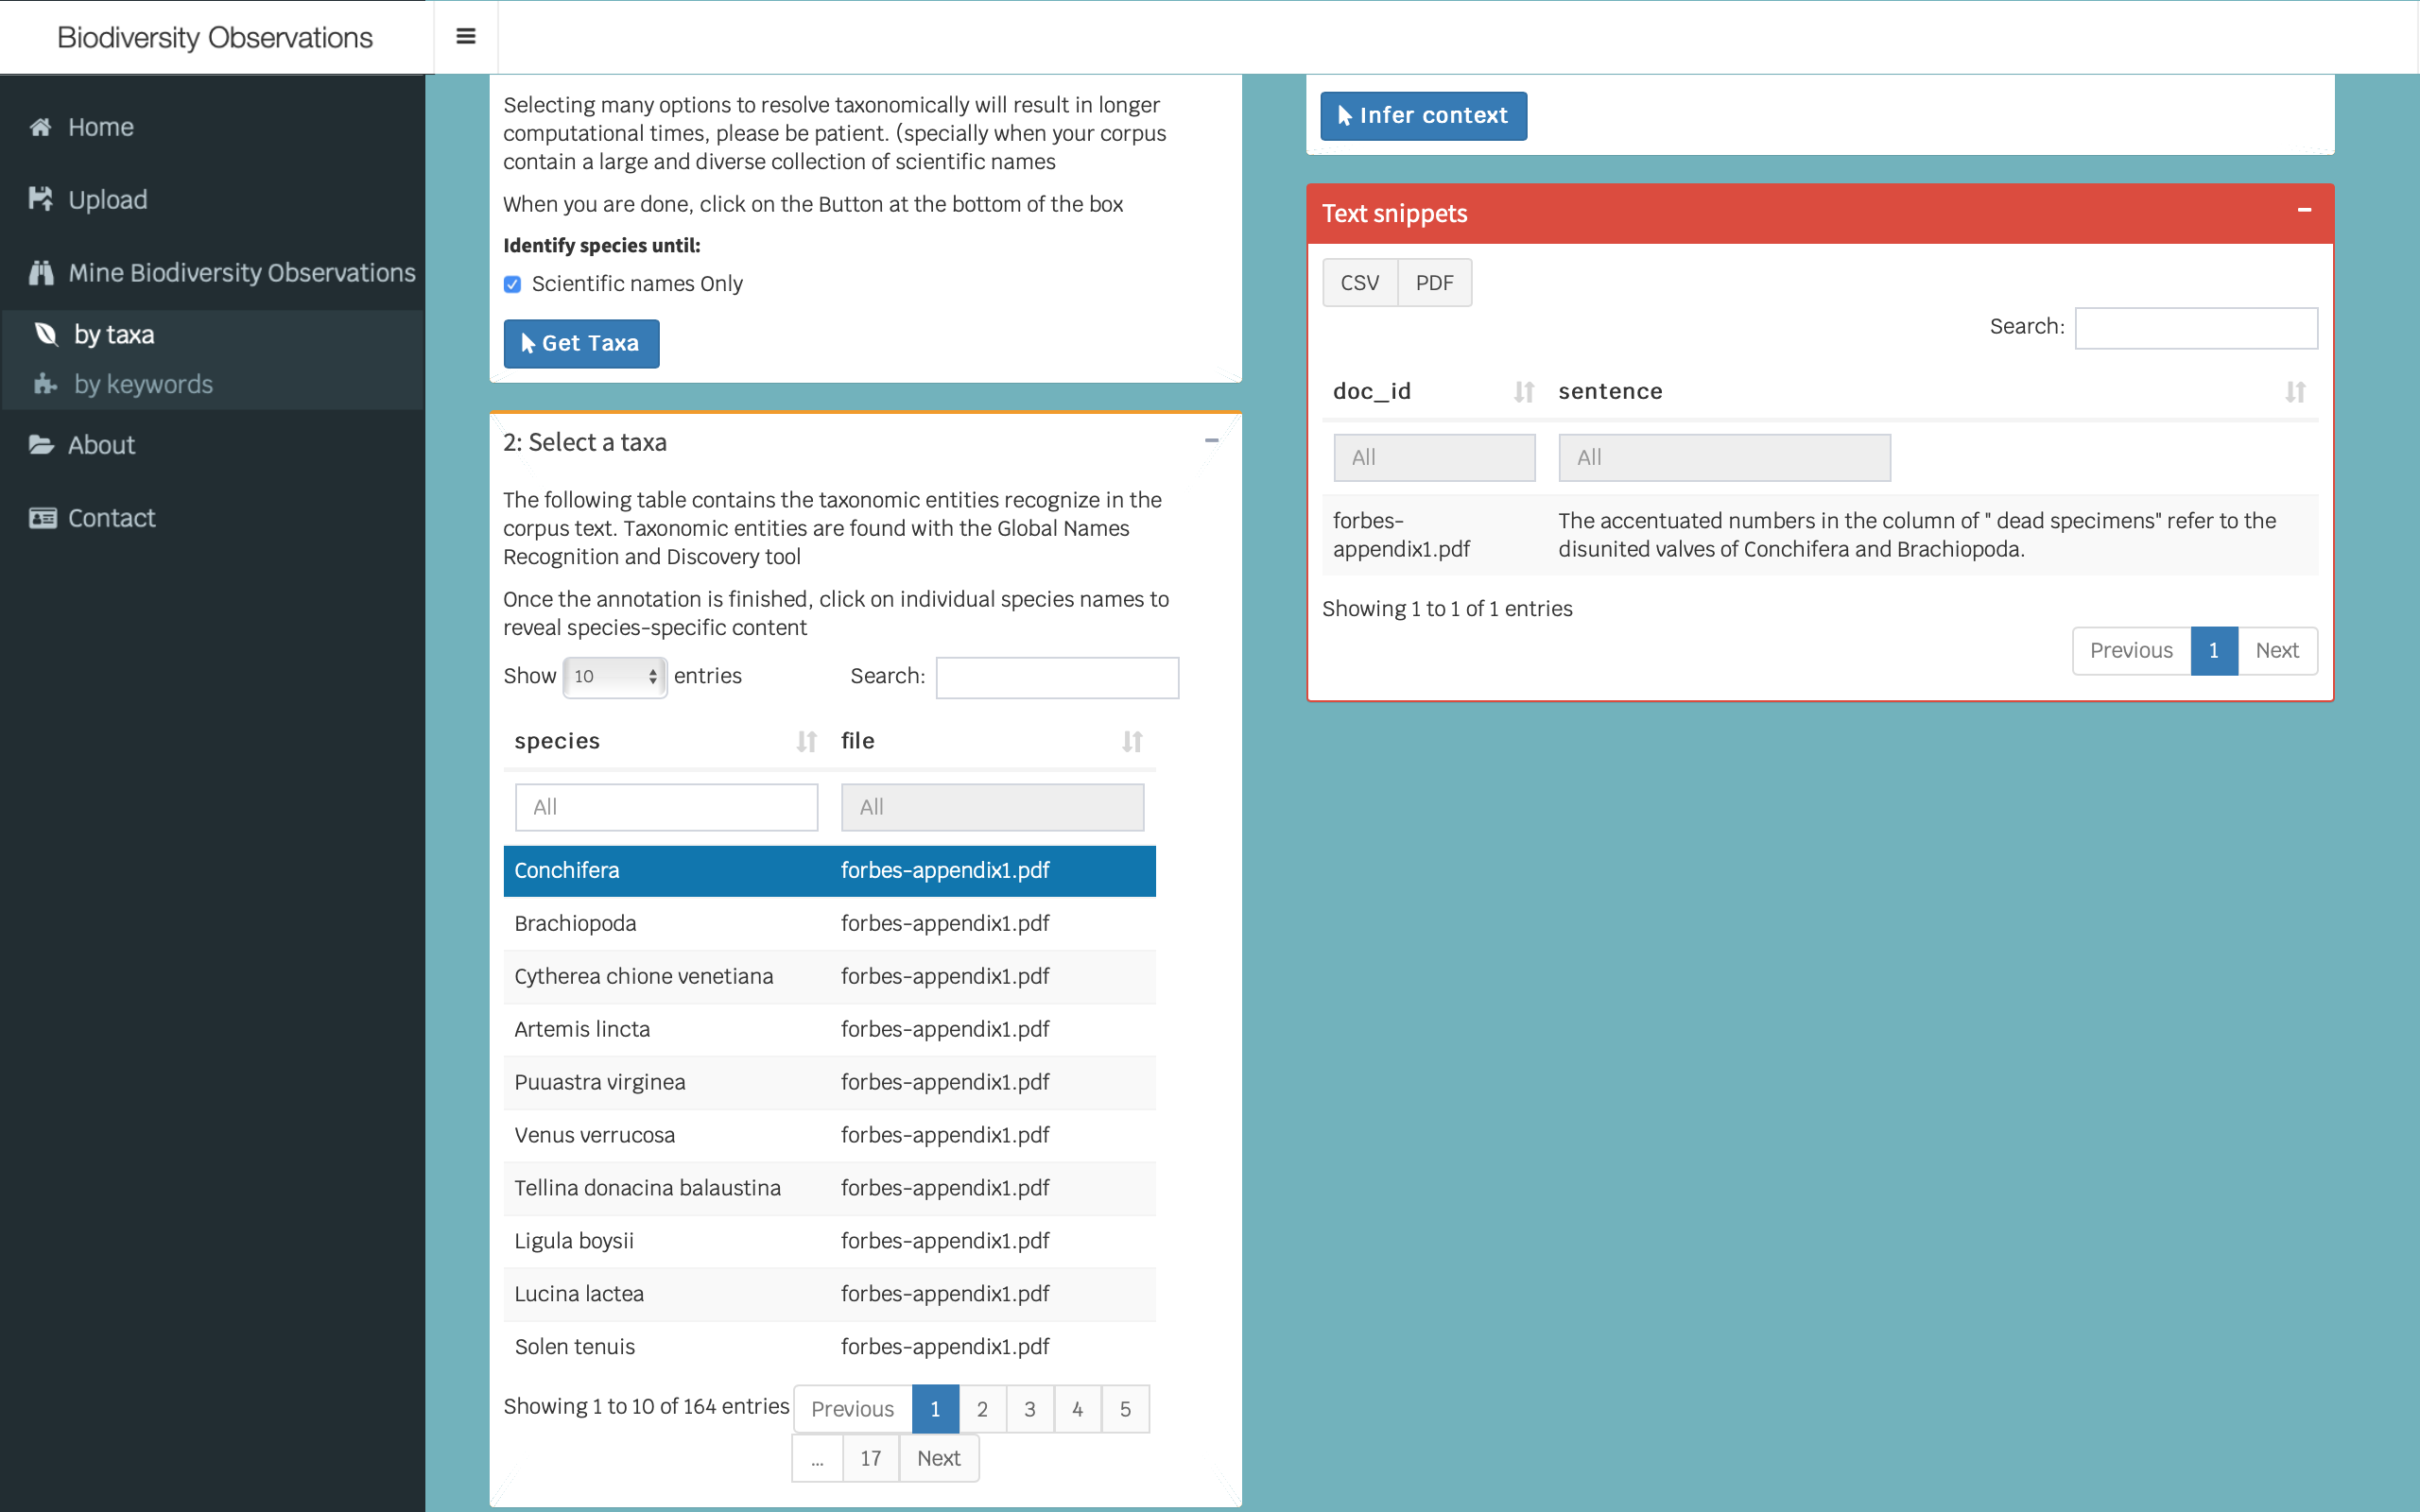 Biodiversity Observations
Home
Upload
Mine Biodiversity Observations
by taxa
by keywords
About
Contact
Selecting many options to resolve taxonomically will result in longer
computational times, please be patient. (specially when your corpus
contain a large and diverse collection of scientific names
When you are done, click on the Button at the bottom of the box
Identify species until:
Scientific names Only
Get Taxa
2: Select a taxa
The following table contains the taxonomic entities recognize in the
corpus text. Taxonomic entities are found with the Global Names
Recognition and Discovery tool
Once the annotation is finished, click on individual species names to
reveal species-specific content
Show 10 entries Search:
species file
All All
Conchifera forbes-appendix1.pdf
Brachiopoda forbes-appendix1.pdf
Cytherea chione venetiana forbes-appendix1.pdf
Artemis lincta forbes-appendix1.pdf
Puuastra virginea forbes-appendix1.pdf
Venus verrucosa forbes-appendix1.pdf
Tellina donacina balaustina forbes-appendix1.pdf
Ligula boysii forbes-appendix1.pdf
Lucina lactea forbes-appendix1.pdf
Solen tenuis forbes-appendix1.pdf
Showing 1 to 10 of 164 entries Previous 1 2 3 4 5
... 17 Next
Infer context
Text snippets
CSV PDF
Search:
doc_id sentence
All All
forbes- The accentuated numbers in the column of " dead specimens" refer to the
appendix1.pdf disunited valves of Conchifera and Brachiopoda.
Showing 1 to 1 of 1 entries
Previous 1 Next